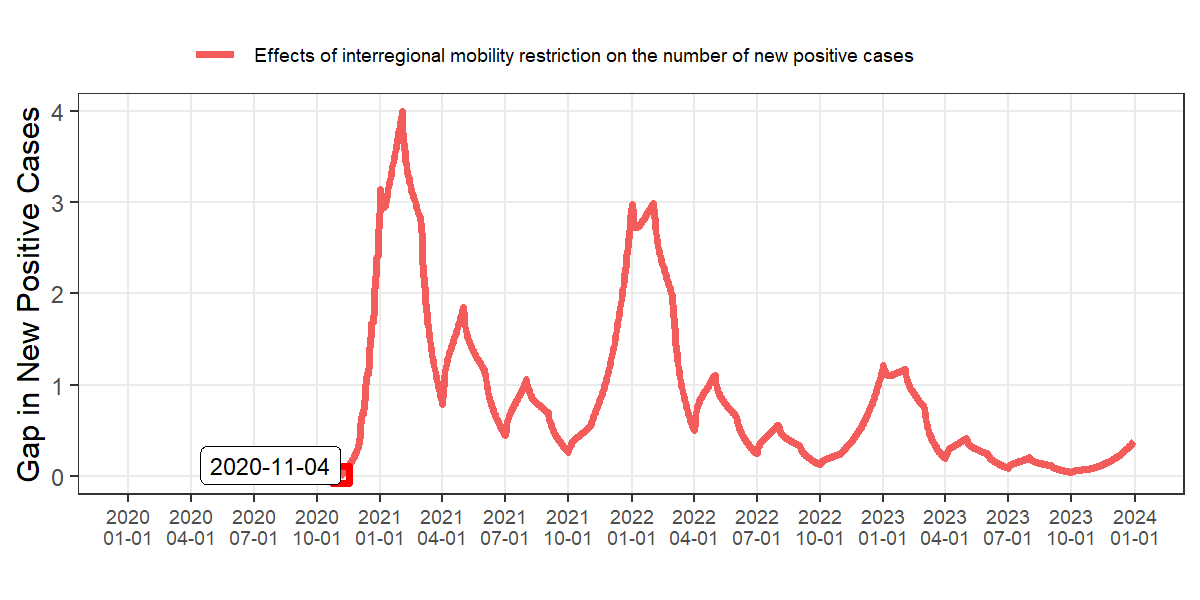 Effects of interregional mobility restriction on the number of new positive cases
Gap in New Positive Cases
4
3
2
1
0
2020-11-04
2020 2020 2020 2020 2021 2021 2021 2021 2022 2022 2022 2022 2023 2023 2023 2023 2024
01-01 04-01 07-01 10-01 01-01 04-01 07-01 10-01 01-01 04-01 07-01 10-01 01-01 04-01 07-01 10-01 01-01